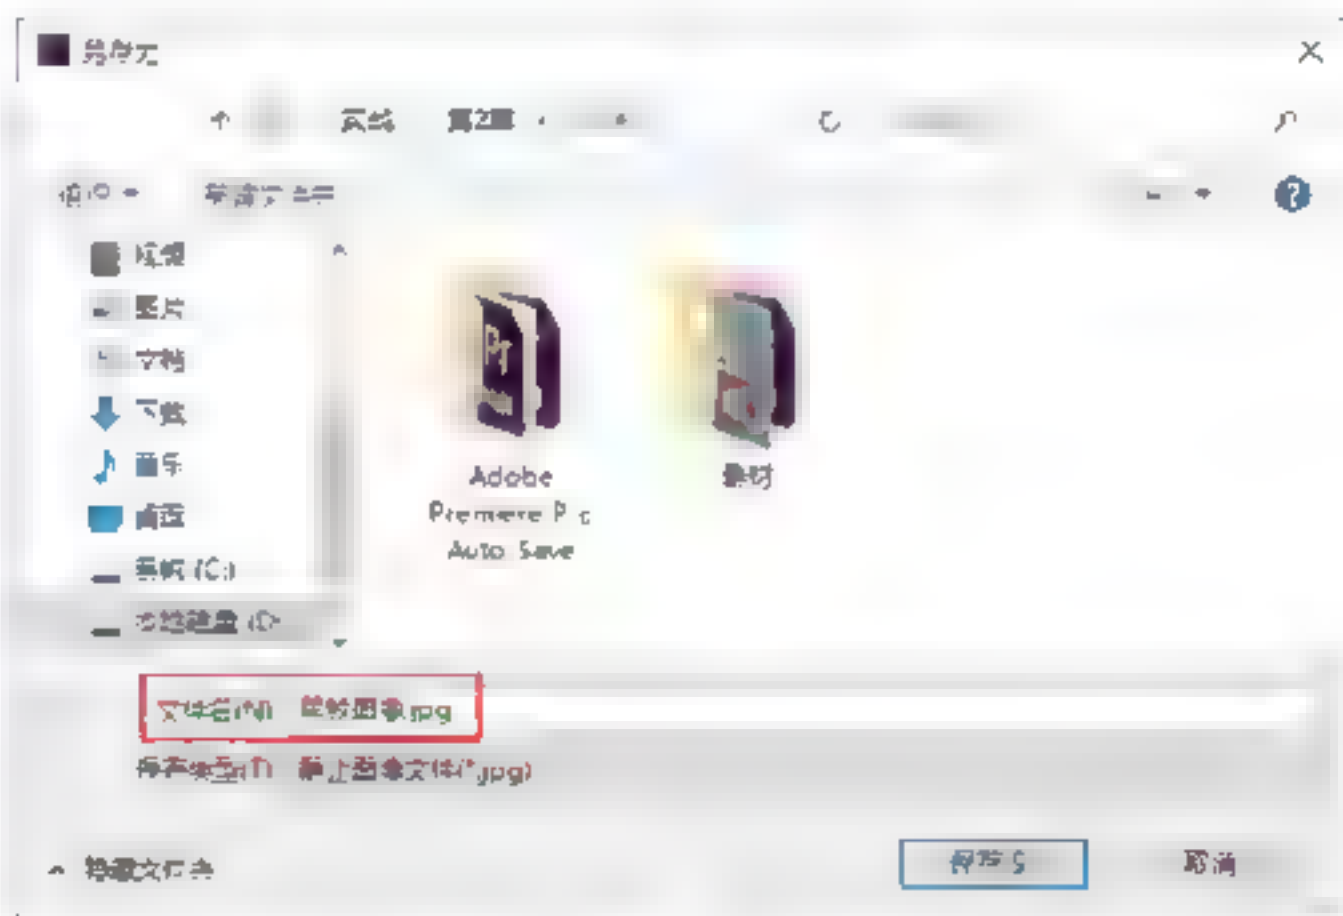 另存为
第2章
组织
新建文件夹
视频
图片
文档
下载
音乐
桌面
系统 (C:)
本地磁盘 (D:
Adobe
Premiere Pro
Auto-Save
素材
文件名(N): 单帧图像.jpg
保存类型(T): 静止图像文件(*.jpg)
隐藏文件夹
保存(S)
取消